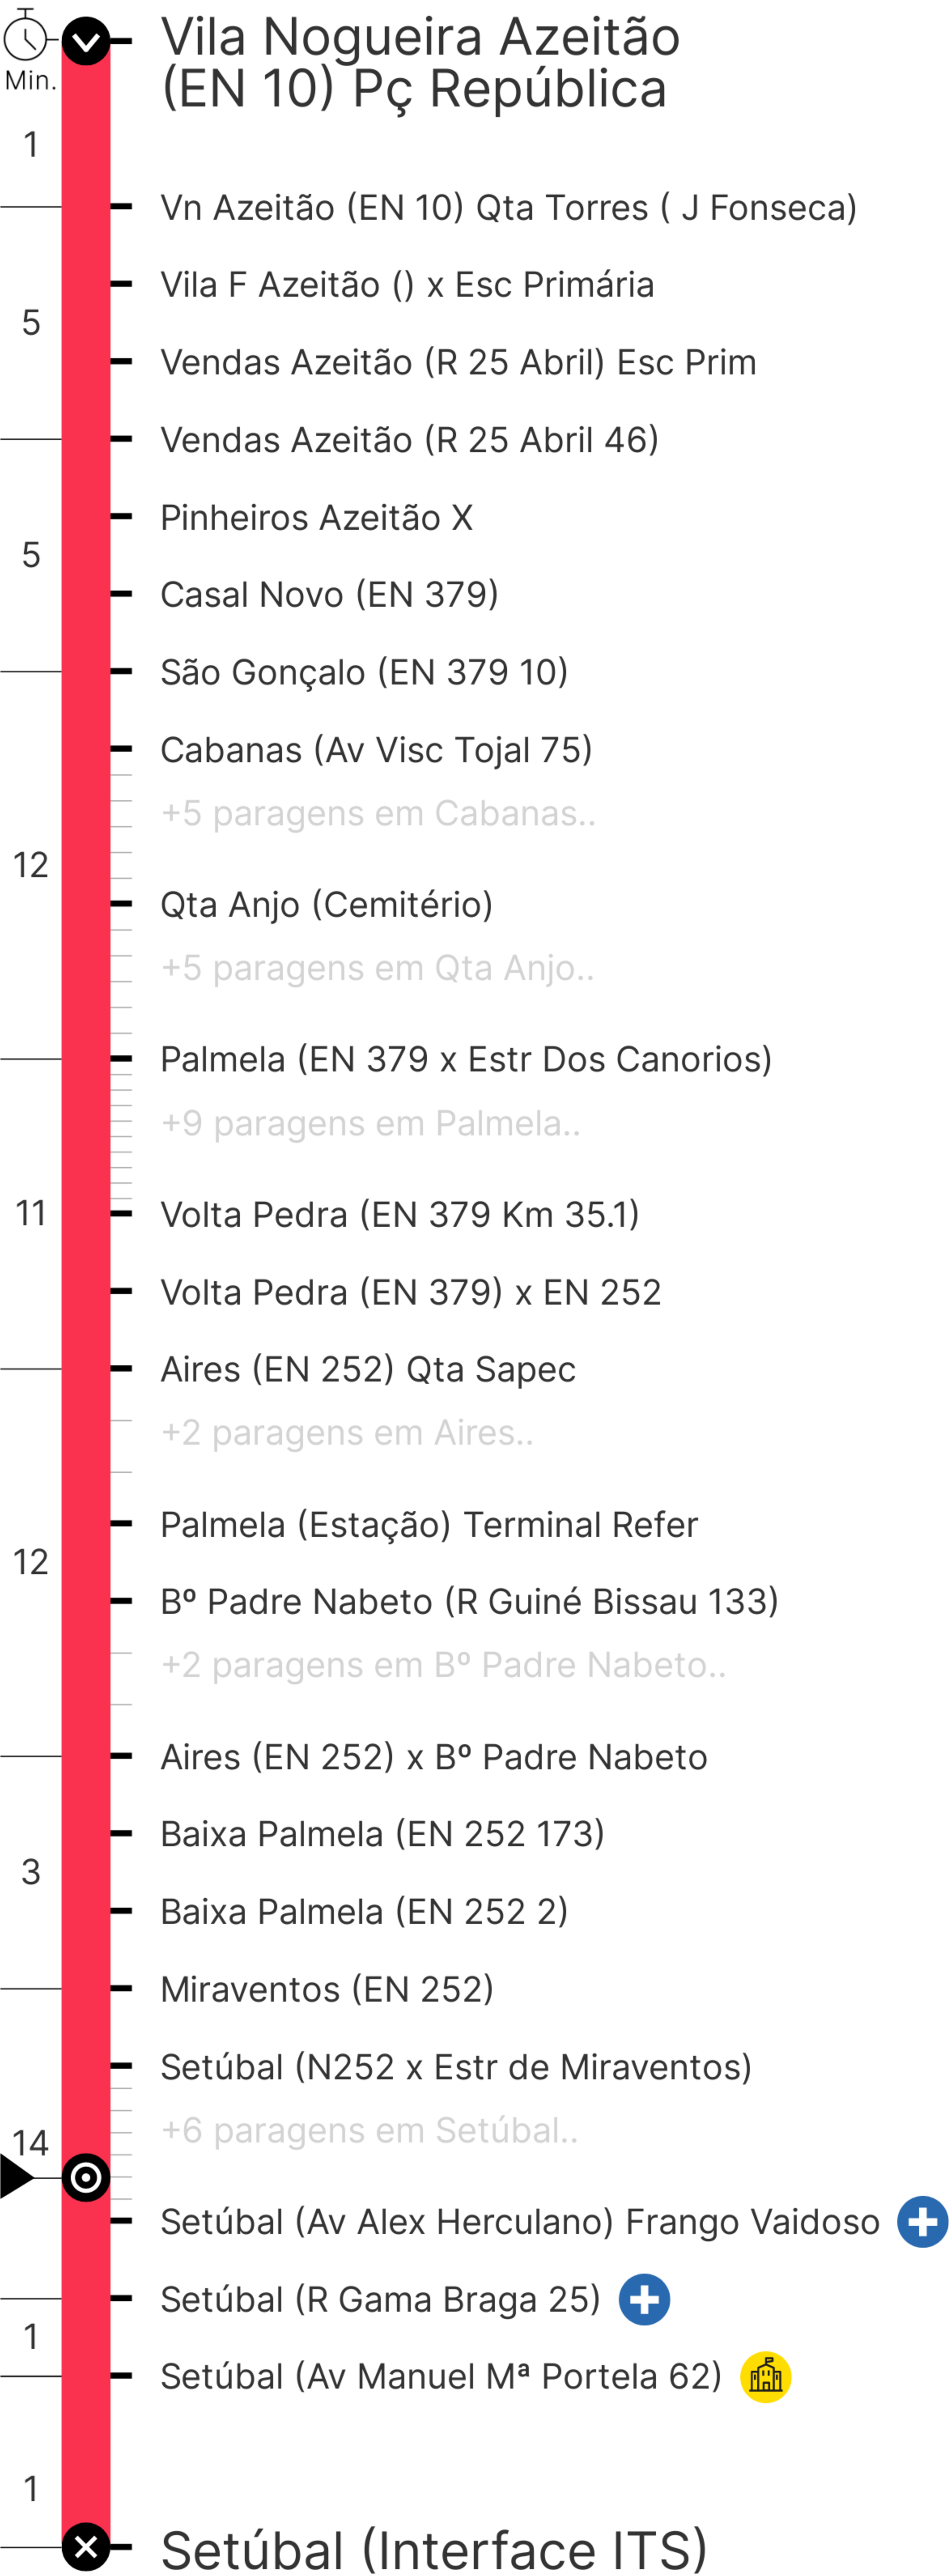 Min.
Vila Nogueira Azeitão
(EN 10) Pç República
1
Vn Azeitão (EN 10) Qta Torres ( J Fonseca)
Vila F Azeitão () x Esc Primária
5
Vendas Azeitão (R 25 Abril) Esc Prim
Vendas Azeitão (R 25 Abril 46)
Pinheiros Azeitão X
5
Casal Novo (EN 379)
São Gonçalo (EN 379 10)
Cabanas (Av Visc Tojal 75)
+5 paragens em Cabanas..
12
Qta Anjo (Cemitério)
+5 paragens em Qta Anjo..
Palmela (EN 379 x Estr Dos Canorios)
+9 paragens em Palmela..
11
Volta Pedra (EN 379 Km 35.1)
Volta Pedra (EN 379) x EN 252
Aires (EN 252) Qta Sapec
+2 paragens em Aires..
Palmela (Estação) Terminal Refer
12
Bº Padre Nabeto (R Guiné Bissau 133)
+2 paragens em Bº Padre Nabeto..
Aires (EN 252) x Bº Padre Nabeto
Baixa Palmela (EN 252 173)
3
Baixa Palmela (EN 252 2)
Miraventos (EN 252)
Setúbal (N252 x Estr de Miraventos)
+6 paragens em Setúbal..
14
Setúbal (Av Alex Herculano) Frango Vaidoso
Setúbal (R Gama Braga 25)
1
Setúbal (Av Manuel Mª Portela 62)
1
Setúbal (Interface ITS)